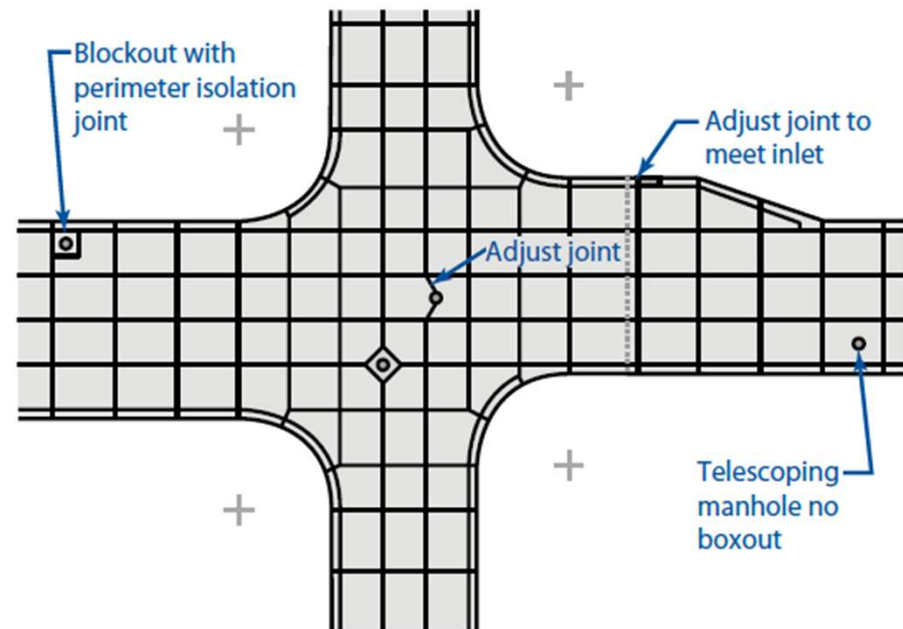 Blockout with
perimeter isolation
joint
Adjust joint to
meet inlet
Adjust joint
Telescoping
manhole no
boxout